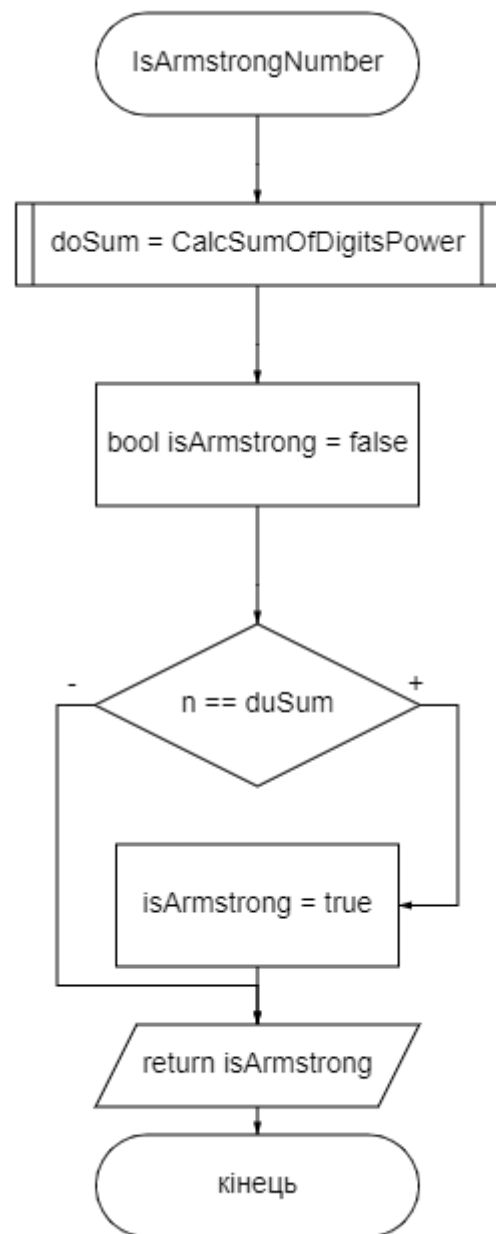 IsArmstrongNumber
doSum = CalcSumOfDigitsPower
bool isArmstrong = false
-
+
n == duSum
isArmstrong = true
return isArmstrong
кінець